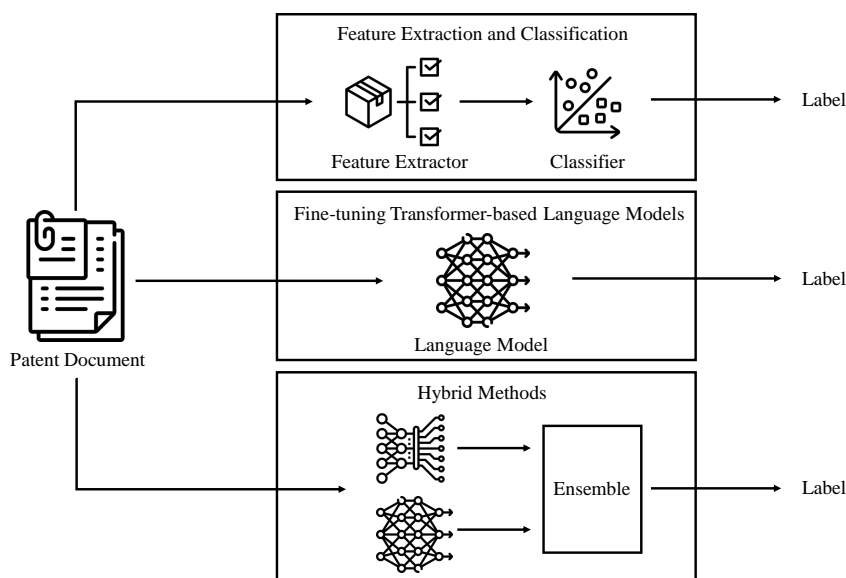 Feature Extraction and Classification
Feature Extractor
Classifier
Label
Fine-tuning Transformer-based Language Models
Language Model
Label
Patent Document
Hybrid Methods
Ensemble
Label